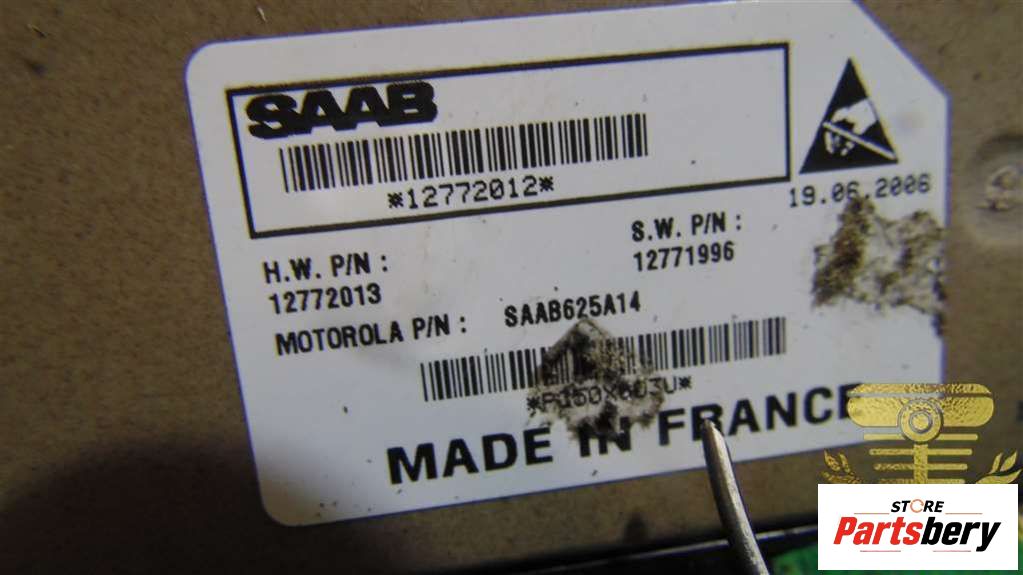 SAAB
*12772012*
19.06.2006
H.W. P/N :
12772013
S.W. P/N :
12771996
MOTOROLA P/N : SAAB625A14
MADE IN FRANCE
STORE
Partsbery